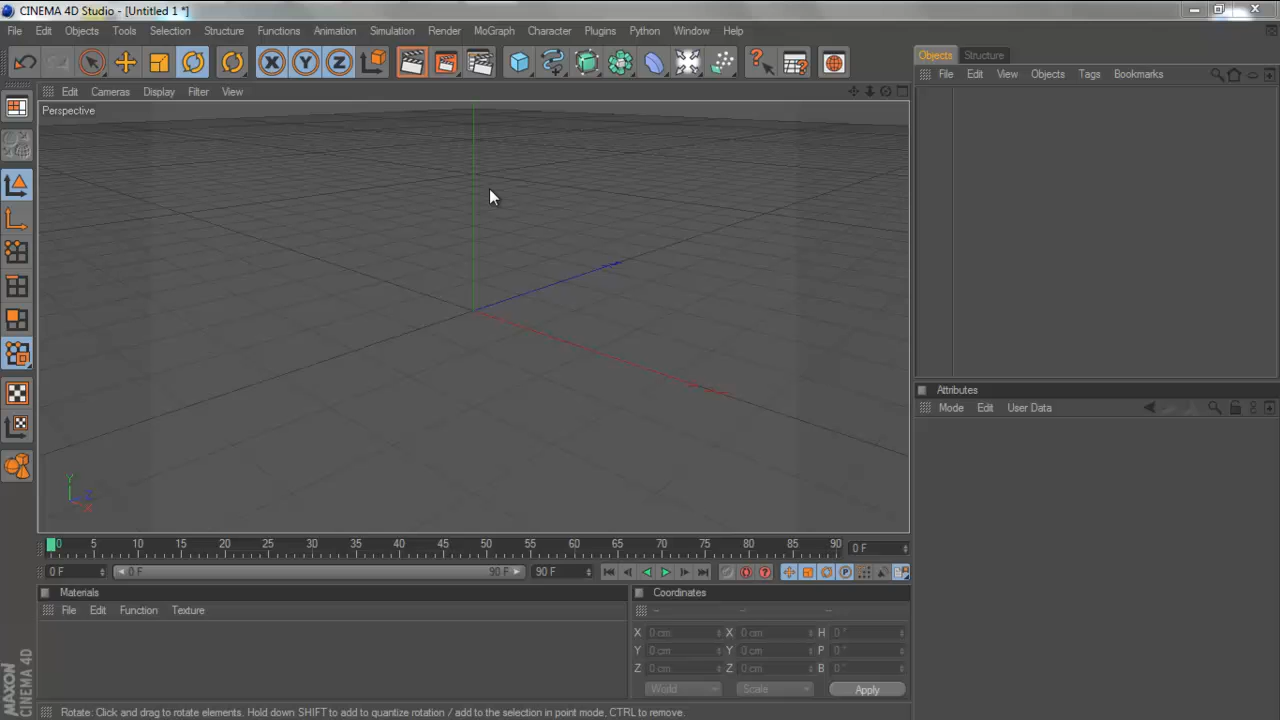 CINEMA 4D Studio - [Untitled 1 *]
File Edit Objects Tools Selection Structure Functions Animation Simulation Render MoGraph Character Plugins Python Window Help
X Y Z
Objects Structure
File Edit View Objects Tags Bookmarks
Edit Cameras Display Filter View
Perspective
Y
Z
X
Attributes
Mode Edit User Data
0 5 10 15 20 25 30 35 40 45 50 55 60 65 70 75 80 85 90 0 F
0 F 0 F 90 F 90 F
Materials
File Edit Function Texture
Coordinates
X 0 cm X 0 cm H 0 °
Y 0 cm Y 0 cm P 0 °
Z 0 cm Z 0 cm B 0 °
World Scale Apply
MAXON
CINEMA 4D
Rotate: Click and drag to rotate elements. Hold down SHIFT to add to quantize rotation / add to the selection in point mode, CTRL to remove.